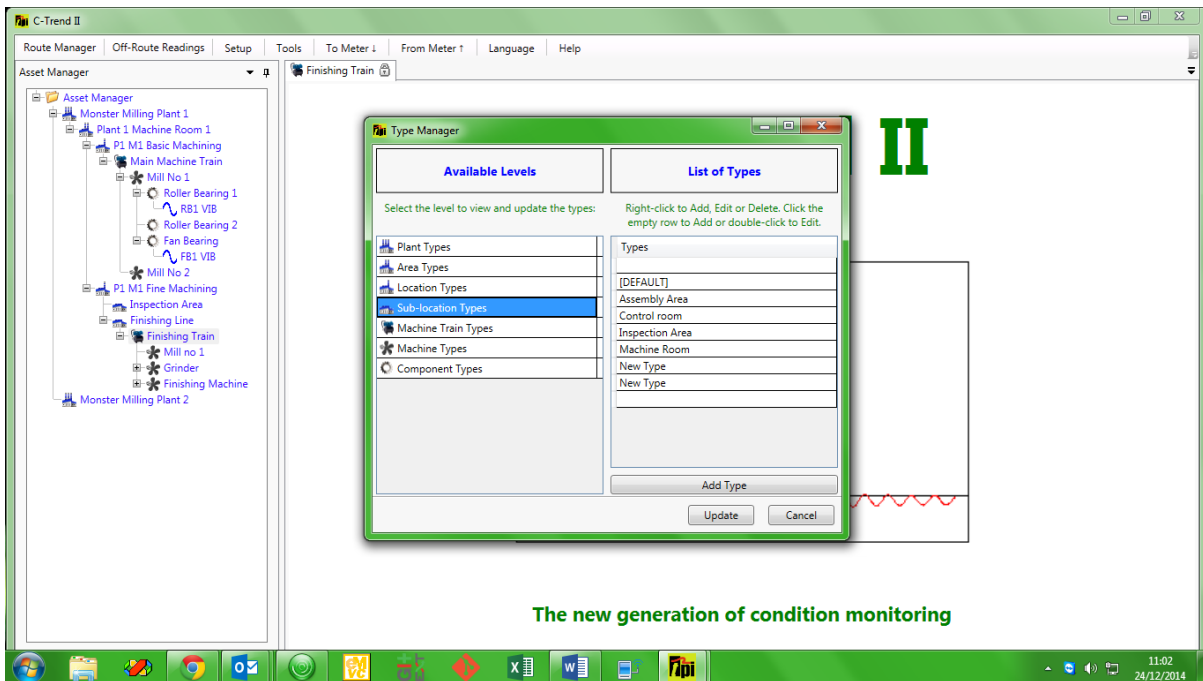 C-Trend II
Route Manager Off-Route Readings Setup Tools To Meter ↓ From Meter ↑ Language Help
Asset Manager
Finishing Train
Asset Manager
Monster Milling Plant 1
Plant 1 Machine Room 1
P1 M1 Basic Machining
Main Machine Train
Mill No 1
Roller Bearing 1
RB1 VIB
Roller Bearing 2
Fan Bearing
FB1 VIB
Mill No 2
P1 M1 Fine Machining
Inspection Area
Finishing Line
Finishing Train
Mill no 1
Grinder
Finishing Machine
Monster Milling Plant 2
II
Type Manager
Available Levels
Select the level to view and update the types:
Plant Types
Area Types
Location Types
Sub-location Types
Machine Train Types
Machine Types
Component Types
List of Types
Right-click to Add, Edit or Delete. Click the
empty row to Add or double-click to Edit.
Types
[DEFAULT]
Assembly Area
Control room
Inspection Area
Machine Room
New Type
New Type
Add Type
Update Cancel
The new generation of condition monitoring
11:02
24/12/2014